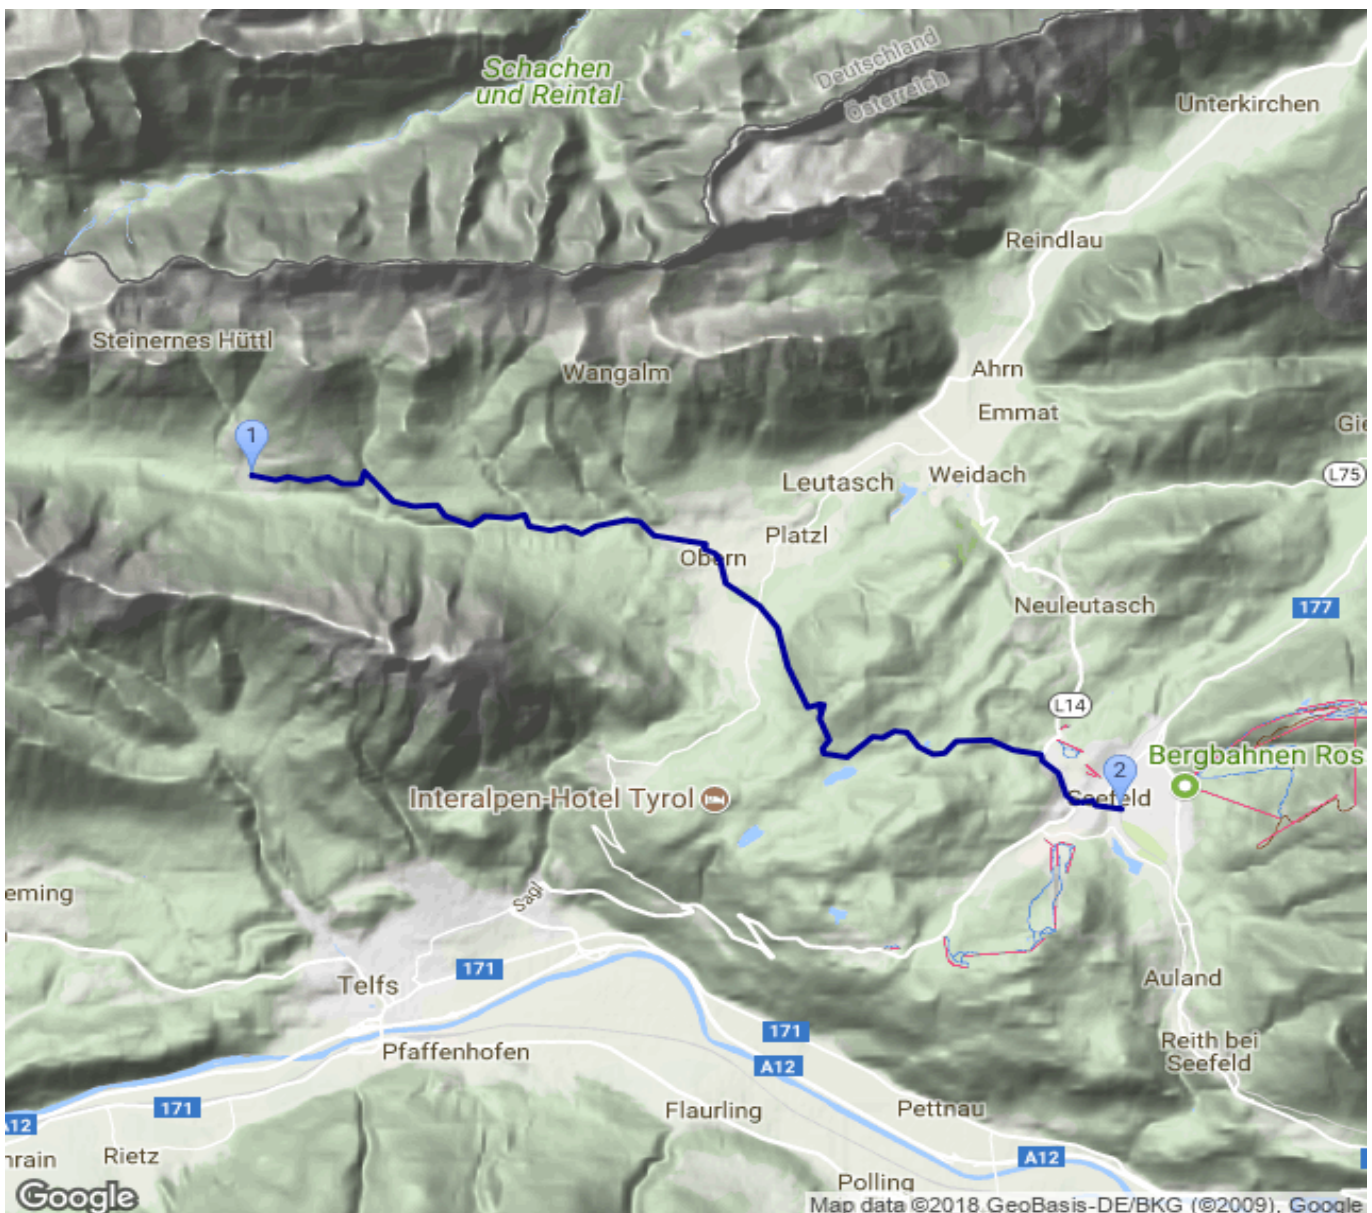 Deutschland
Österreich
Schachen
und Reintal
Unterkirchen
Reindlau
Steinernes Hüttl
Wangalm
Ahrn
Emmat
Gie
1
Leutasch
Weidach
L75
Platzl
Obern
Neuleutasch
177
L14
Bergbahnen Ros
2
Seefeld
Interalpen-Hotel Tyrol
eming
Sagl
Telfs
171
Auland
171
Pfaffenhofen
A12
Reith bei
Seefeld
171
Flaurling
Pettnau
A12
nrain
Rietz
A12
Polling
Google
Map data ©2018 GeoBasis-DE/BKG (©2009), Google